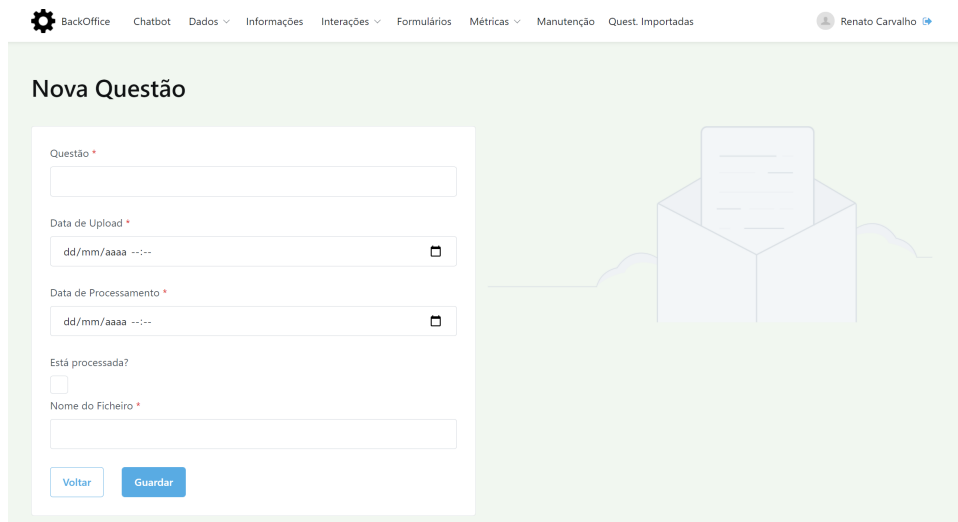 BackOffice Chatbot Dados Informações Interações Formulários Métricas Manutenção Quest. Importadas Renato Carvalho
Nova Questão
Questão *
Data de Upload *
dd/mm/aaaa --:--
Data de Processamento *
dd/mm/aaaa --:--
Está processada?
Nome do Ficheiro *
Voltar Guardar